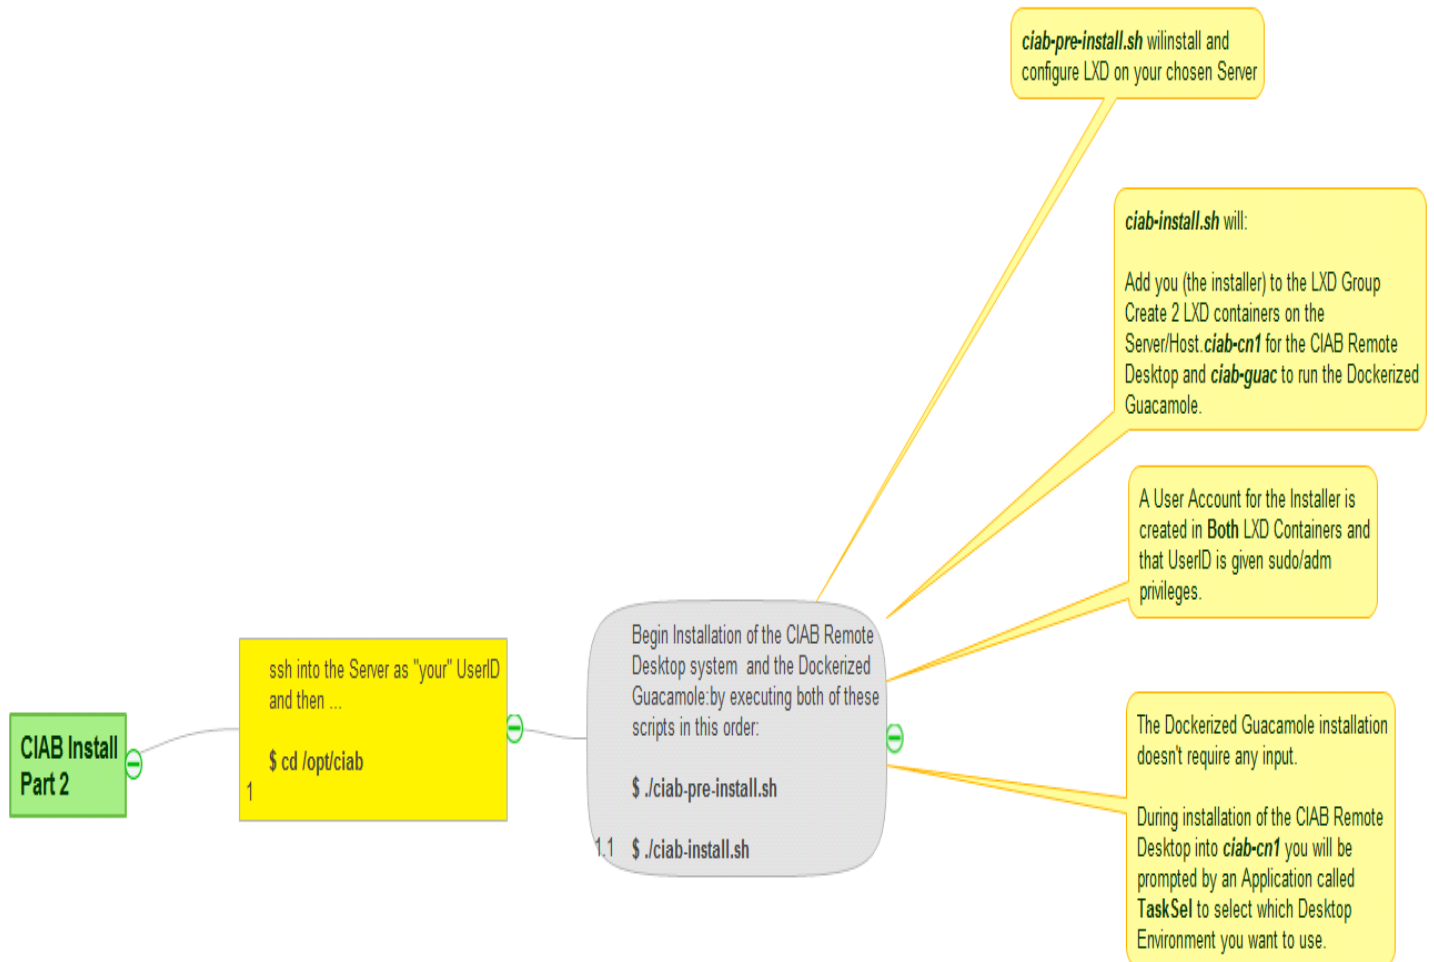 CIAB Install
Part 2
ssh into the Server as "your" UserID
and then ...
$ cd /opt/ciab
1
Begin Installation of the CIAB Remote
Desktop system and the Dockerized
Guacamole:by executing both of these
scripts in this order:
$ ./ciab-pre-install.sh
1.1 $ ./ciab-install.sh
ciab-pre-install.sh wilinstall and
configure LXD on your chosen Server
ciab-install.sh will:
Add you (the installer) to the LXD Group
Create 2 LXD containers on the
Server/Host.ciab-cn1 for the CIAB Remote
Desktop and ciab-guac to run the Dockerized
Guacamole.
A User Account for the Installer is
created in Both LXD Containers and
that UserID is given sudo/adm
privileges.
The Dockerized Guacamole installation
doesn't require any input.
During installation of the CIAB Remote
Desktop into ciab-cn1 you will be
prompted by an Application called
TaskSel to select which Desktop
Environment you want to use.